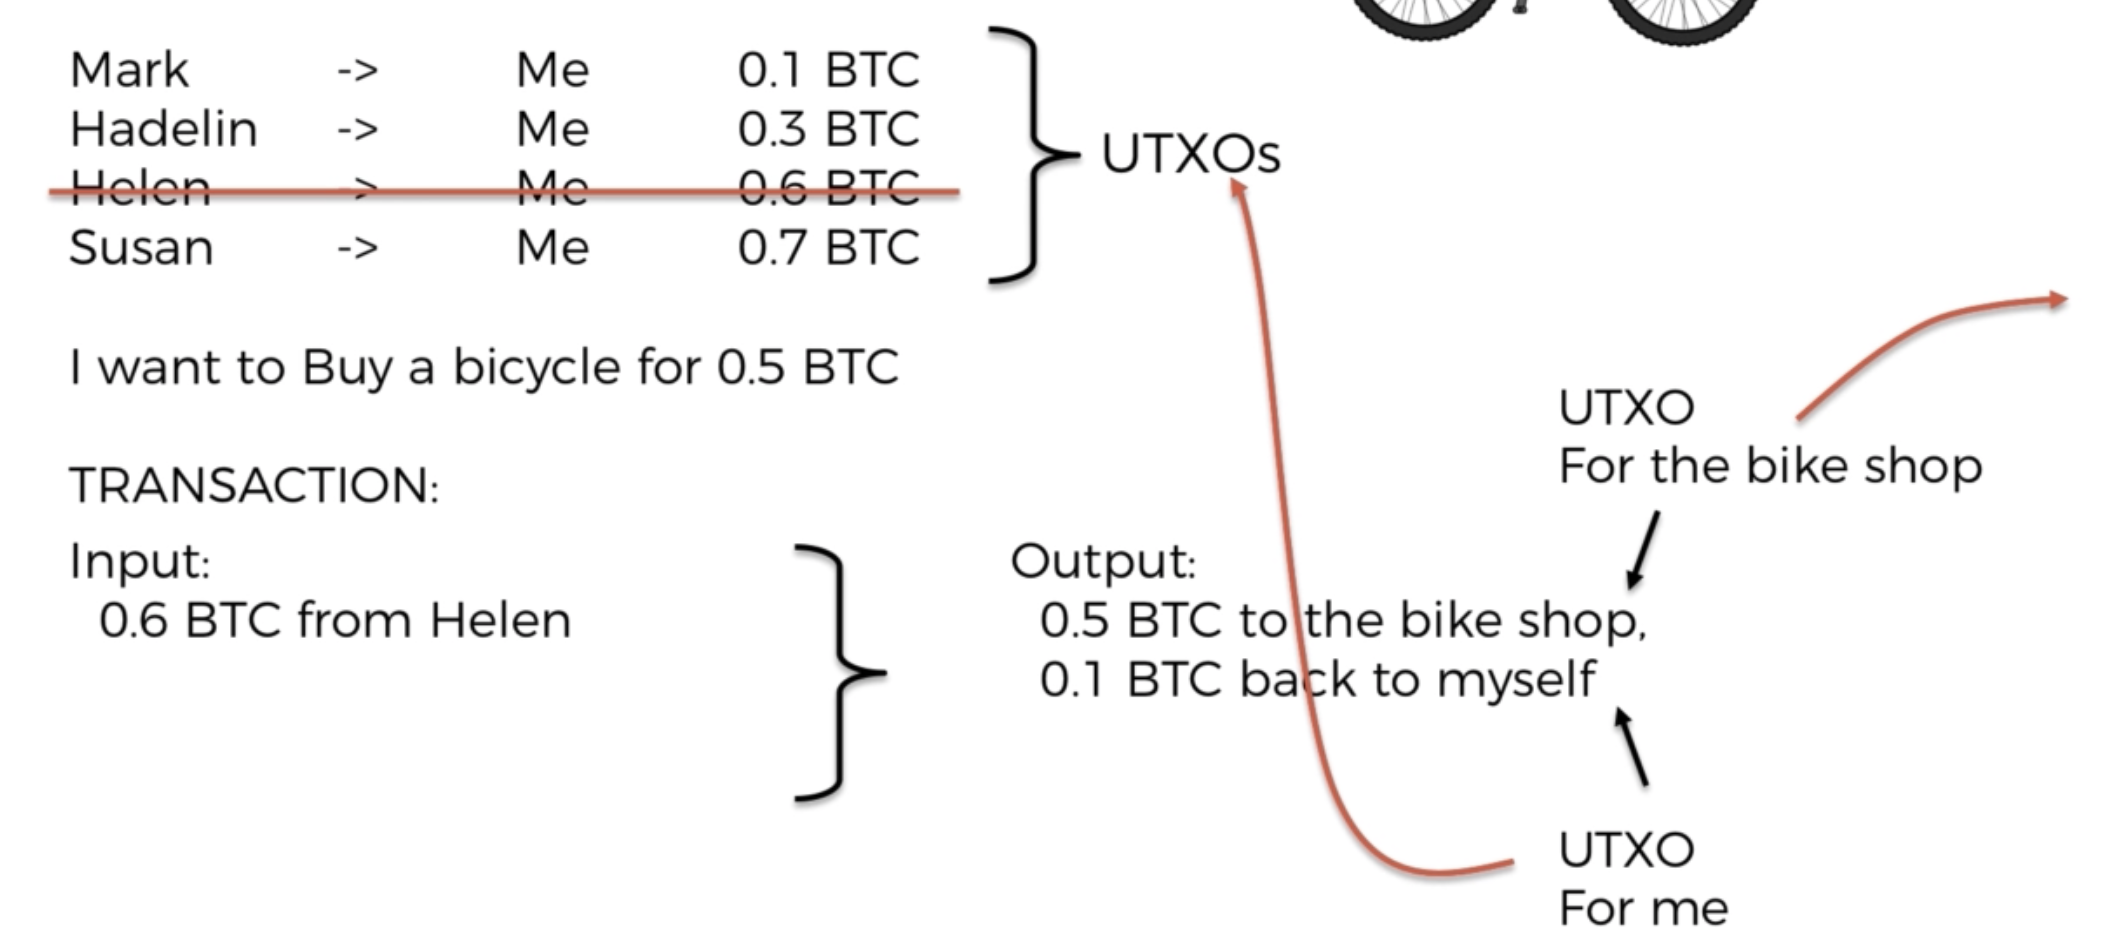 Mark -> Me 0.1 BTC
Hadelin -> Me 0.3 BTC
Helen -> Me 0.6 BTC
Susan -> Me 0.7 BTC
UTXOs
I want to Buy a bicycle for 0.5 BTC
UTXO
For the bike shop
TRANSACTION:
Input:
0.6 BTC from Helen
Output:
0.5 BTC to the bike shop,
0.1 BTC back to myself
UTXO
For me